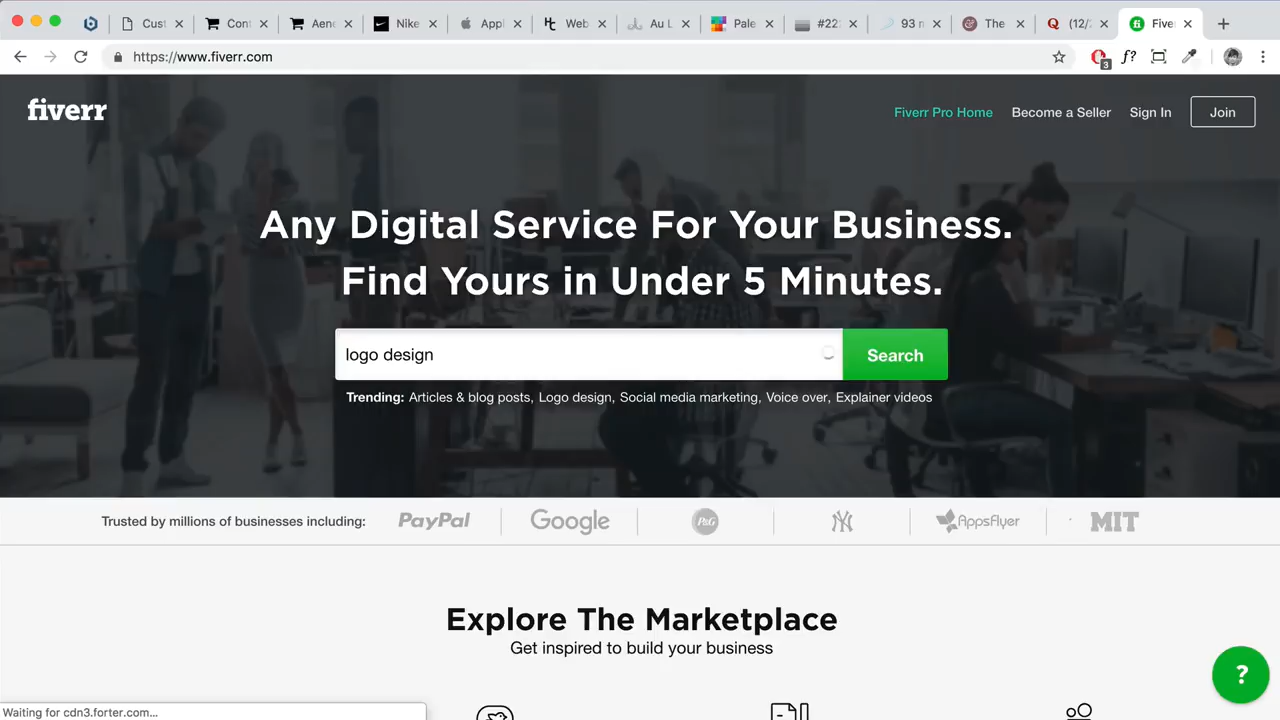 Cust
Conf
Aene
Nike
Appl
Web
Au L
Pale
#22
93 n
The
(12/
Five
https://www.fiverr.com
f?
3
fiverr
Fiverr Pro Home
Become a Seller
Sign In
Join
Any Digital Service For Your Business.
Find Yours in Under 5 Minutes.
logo design
Search
Trending: Articles & blog posts, Logo design, Social media marketing, Voice over, Explainer videos
Trusted by millions of businesses including: PayPal Google P&G NY AppsFlyer MIT
Explore The Marketplace
Get inspired to build your business
?
Waiting for cdn3.forter.com...